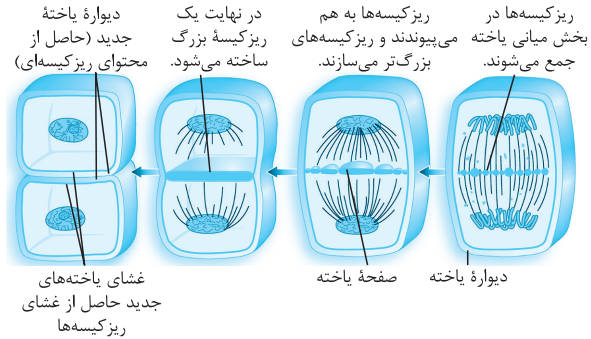 ریزکیسه‌ها در
بخش میانی یاخته
جمع می‌شوند.
ریزکیسه‌ها به هم
می‌پیوندند و ریزکیسه‌های
بزرگ‌تر می‌سازند.
در نهایت یک
ریزکیسهٔ بزرگ
ساخته می‌شود.
دیوارهٔ یاختهٔ
جدید (حاصل از
محتوای ریزکیسه‌ای)
دیوارهٔ یاخته
صفحهٔ یاخته
غشای یاخته‌های
جدید حاصل از غشای
ریزکیسه‌ها